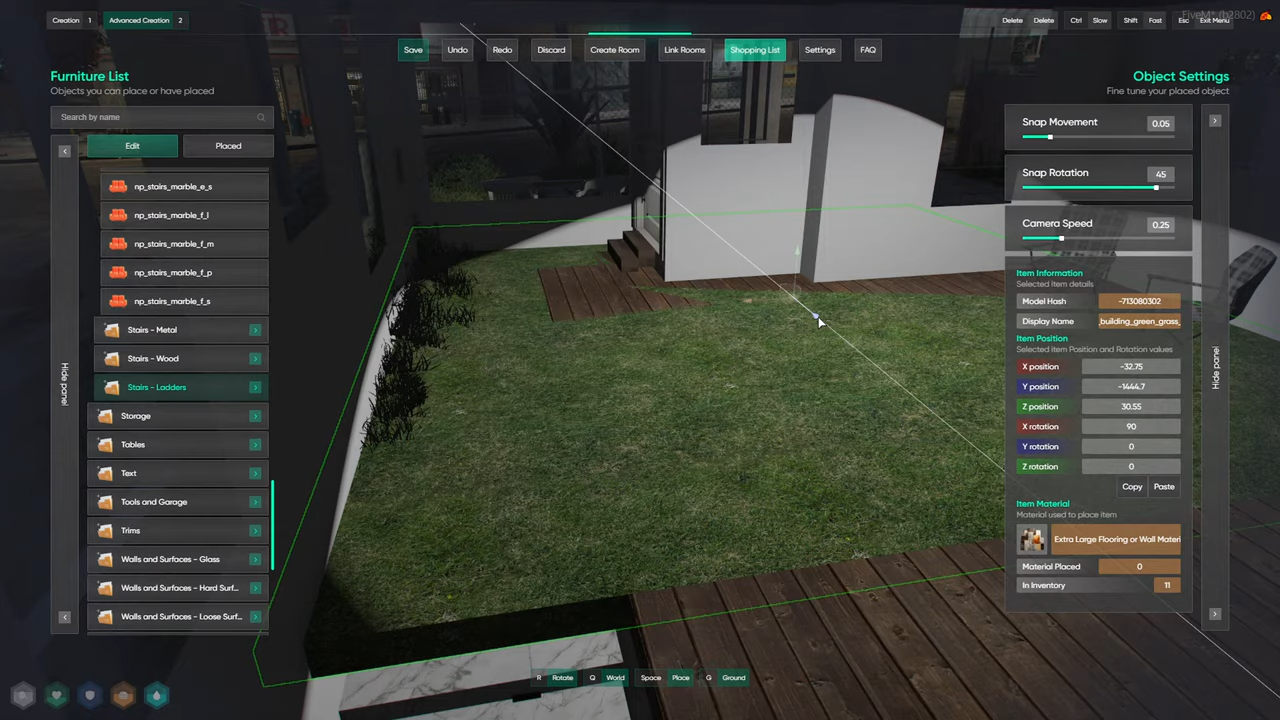 Creation 1 Advanced Creation 2
Delete Delete Ctrl Slow Shift Fast Esc Exit Menu
FiveM* (b2802)
Save Undo Redo Discard Create Room Link Rooms Shopping List Settings FAQ
Furniture List
Objects you can place or have placed
Search by name
Edit Placed
Hide panel
np_stairs_marble_e_s
np_stairs_marble_f_l
np_stairs_marble_f_m
np_stairs_marble_f_p
np_stairs_marble_f_s
Stairs - Metal
Stairs - Wood
Stairs - Ladders
Storage
Tables
Text
Tools and Garage
Trims
Walls and Surfaces - Glass
Walls and Surfaces - Hard Surf...
Walls and Surfaces - Loose Surf...
Object Settings
Fine tune your placed object
Hide panel
Snap Movement 0.05
Snap Rotation 45
Camera Speed 0.25
Item Information
Selected item details
Model Hash -713080302
Display Name _building_green_grass_
Item Position
Selected item Position and Rotation values
X position -32.75
Y position -1444.7
Z position 30.55
X rotation 90
Y rotation 0
Z rotation 0
Copy Paste
Item Material
Material used to place item
Extra Large Flooring or Wall Materi
Material Placed 0
In Inventory 11
R Rotate Q World Space Place G Ground